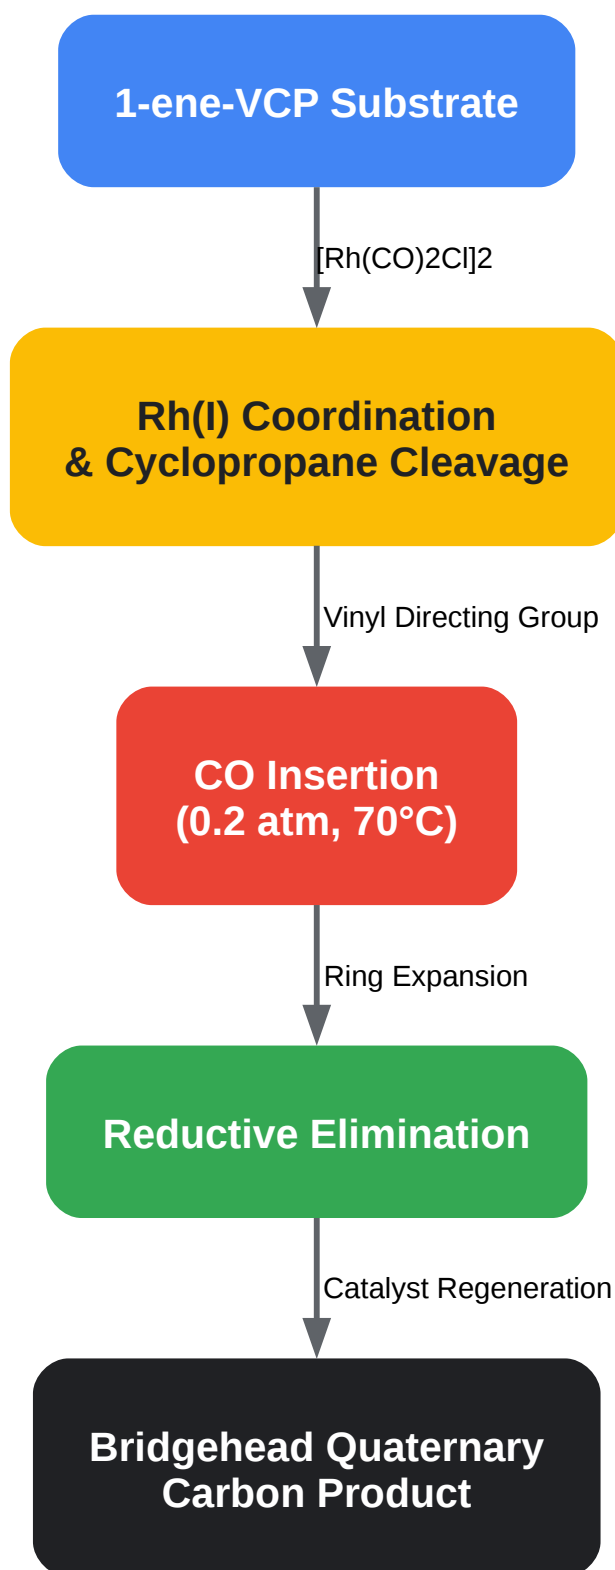 1-ene-VCP Substrate
[Rh(CO)2Cl]2
Rh(I) Coordination
& Cyclopropane Cleavage
Vinyl Directing Group
CO Insertion
(0.2 atm, 70°C)
Ring Expansion
Reductive Elimination
Catalyst Regeneration
Bridgehead Quaternary
Carbon Product